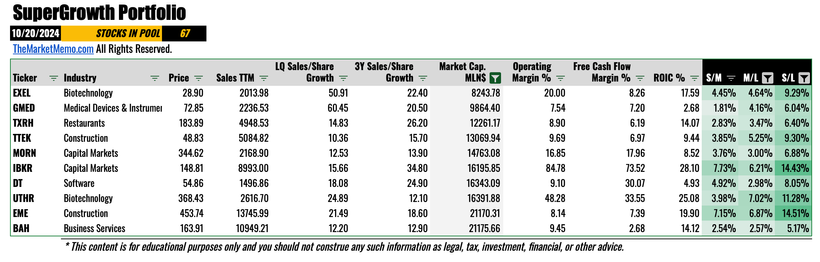 SuperGrowth Portfolio
10/20/2024 STOCKS IN POOL 67
TheMarketMemo.com All Rights Reserved.
Ticker Industry Price Sales TTM LQ Sales/Share Growth 3Y Sales/Share Growth Market Cap. MLN$ Operating Margin % Free Cash Flow Margin % ROIC % S/M M/L S/L
EXEL Biotechnology 28.90 2013.98 50.91 22.40 8243.78 20.00 8.26 17.59 4.45% 4.64% 9.29%
GMED Medical Devices & Instrumen 72.85 2236.53 60.45 20.50 9864.40 7.54 7.20 2.68 1.81% 4.16% 6.04%
TXRH Restaurants 183.89 4948.53 14.83 26.20 12261.17 8.90 6.19 14.07 2.83% 3.47% 6.40%
TTEK Construction 48.83 5084.82 10.36 15.70 13069.94 9.69 6.97 9.44 3.85% 5.25% 9.30%
MORN Capital Markets 344.62 2168.90 12.53 13.90 14763.08 16.85 17.96 8.52 3.76% 3.00% 6.88%
IBKR Capital Markets 148.81 8993.00 15.66 34.80 16195.85 84.78 73.52 28.10 7.73% 6.21% 14.43%
DT Software 54.86 1496.86 18.08 24.90 16343.09 9.10 30.07 4.93 4.92% 2.98% 8.05%
UTHR Biotechnology 368.43 2616.70 24.89 12.10 16391.88 48.28 33.55 25.08 3.98% 7.02% 11.28%
EME Construction 453.74 13745.99 21.49 18.60 21170.31 8.14 7.39 19.90 7.15% 6.87% 14.51%
BAH Business Services 163.91 10949.21 12.20 12.90 21175.66 9.45 2.68 14.12 2.54% 2.57% 5.17%
* This content is for educational purposes only and you should not construe any such information as legal, tax, investment, financial, or other advice.